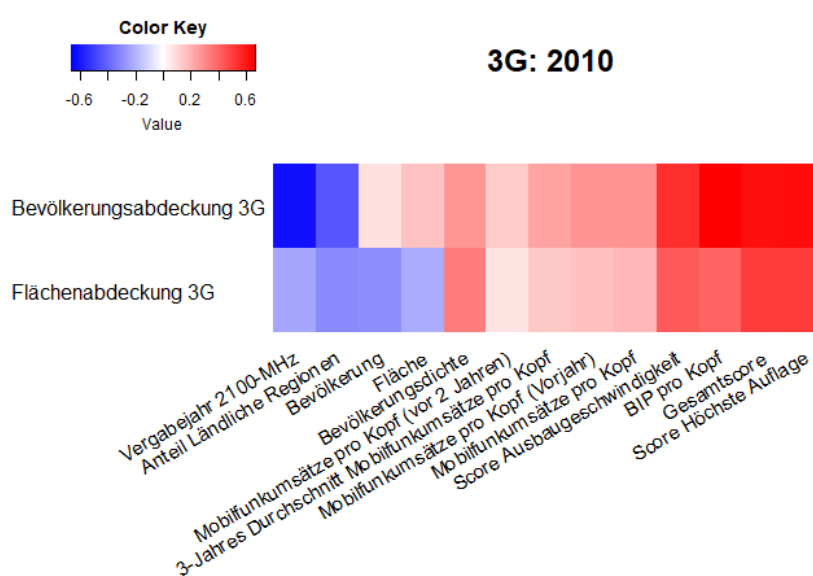 Color Key
-0.6 -0.2 0.2 0.6
Value
3G: 2010
Bevölkerungsabdeckung 3G
Flächenabdeckung 3G
Vergabejahr 2100-MHz
Anteil Ländliche Regionen
Bevölkerung
Fläche
Bevölkerungsdichte
Mobilfunkumsätze pro Kopf (vor 2 Jahren)
3-Jahres Durchschnitt Mobilfunkumsätze pro Kopf
Mobilfunkumsätze pro Kopf (Vorjahr)
Mobilfunkumsätze pro Kopf
Score Ausbaugeschwindigkeit
BIP pro Kopf
Gesamtscore
Score Höchste Auflage